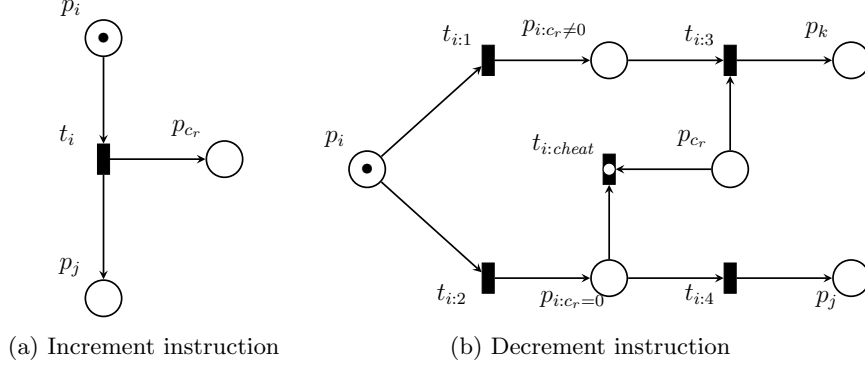 p_i
t_i
p_{c_r}
p_j
(a) Increment instruction
t_{i:1}
p_{i:c_r≠0}
t_{i:3}
p_k
p_i
t_{i:cheat}
p_{c_r}
t_{i:2}
p_{i:c_r=0}
t_{i:4}
p_j
(b) Decrement instruction